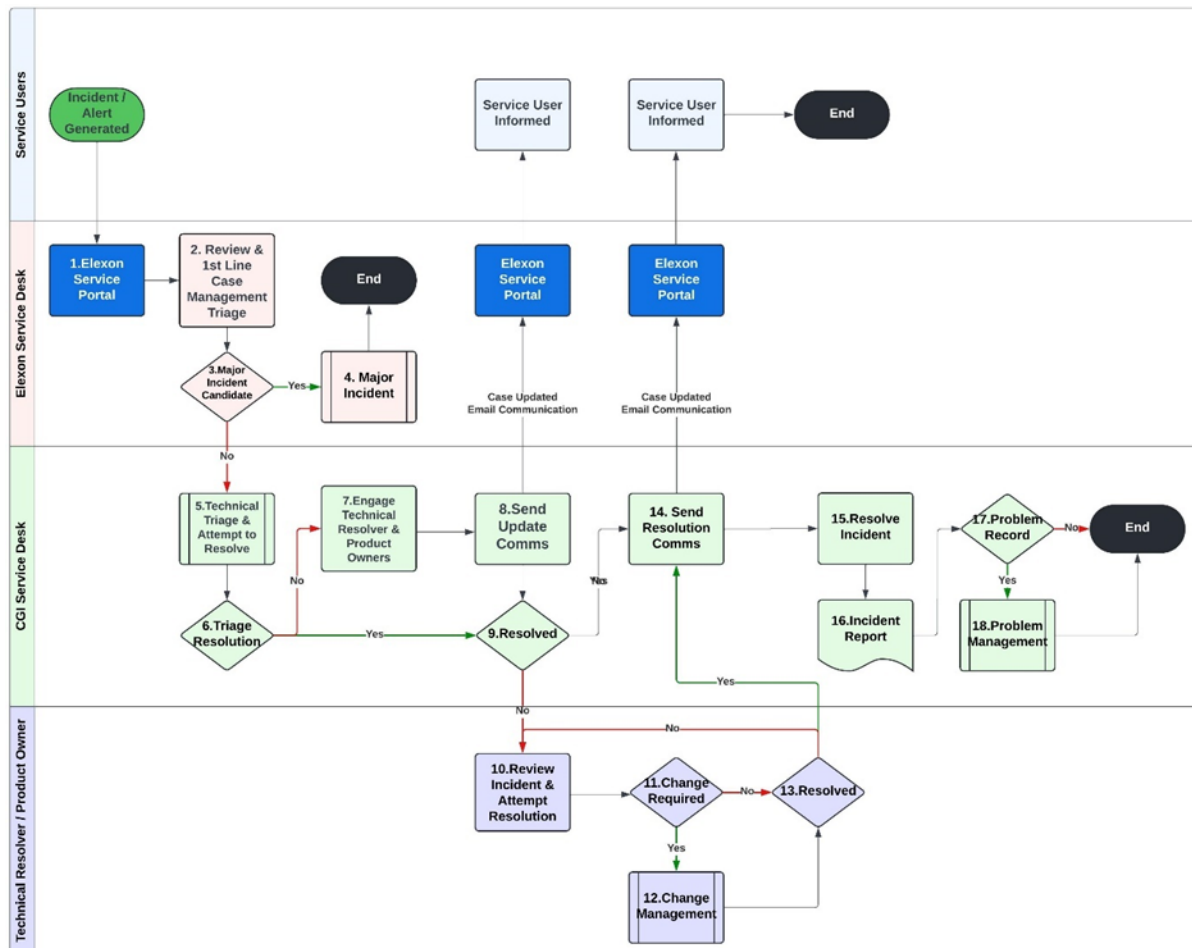 Service Users
Incident /
Alert
Generated
Service User
Informed
Service User
Informed
End
Elexon Service Desk
1.Elexon
Service
Portal
2. Review &
1st Line
Case
Management
Triage
End
Elexon
Service
Portal
Elexon
Service
Portal
3.Major
Incident
Candidate
Yes
4. Major
Incident
Case Updated
Email Communication
Case Updated
Email Communication
No
CGI Service Desk
5.Technical
Triage &
Attempt to
Resolve
7.Engage
Technical
Resolver &
Product
Owners
8.Send
Update
Comms
14. Send
Resolution
Comms
15.Resolve
Incident
17.Problem
Record
No
End
No
Yes
6.Triage
Resolution
Yes
9.Resolved
16.Incident
Report
18.Problem
Management
Yes
No
No
Technical Resolver / Product Owner
10.Review
Incident &
Attempt
Resolution
11.Change
Required
No
13.Resolved
Yes
12.Change
Management